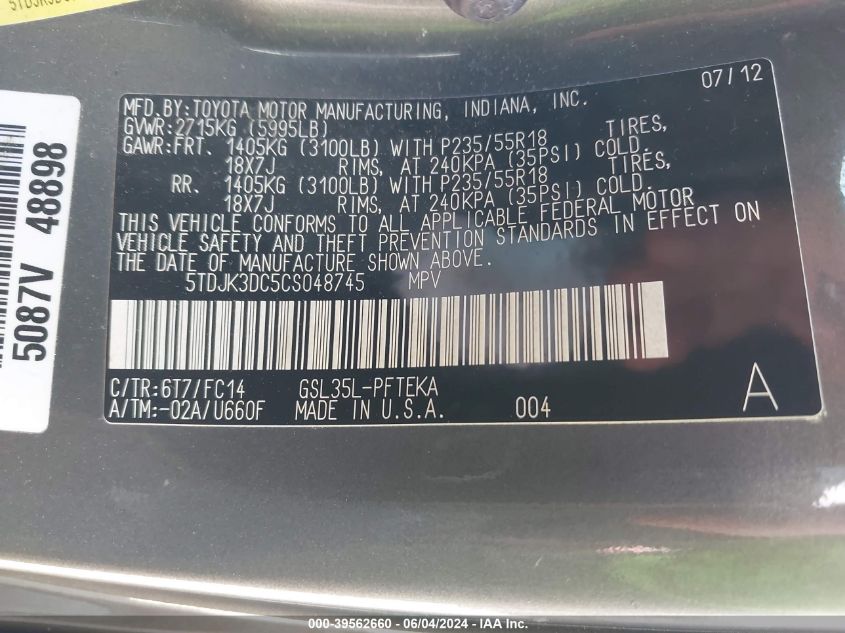 07/12
MFD.BY:TOYOTA MOTOR MANUFACTURING, INDIANA, INC.
GVWR:2715KG (5995LB)
GAWR:FRT. 1405KG (3100LB) WITH P235/55R18 TIRES,
18X7J RIMS, AT 240KPA (35PSI) COLD.
RR. 1405KG (3100LB) WITH P235/55R18 TIRES,
18X7J RIMS, AT 240KPA (35PSI) COLD.
THIS VEHICLE CONFORMS TO ALL APPLICABLE FEDERAL MOTOR
VEHICLE SAFETY AND THEFT PREVENTION STANDARDS IN EFFECT ON
THE DATE OF MANUFACTURE SHOWN ABOVE.
5TDJK3DC5CS048745 MPV
C/TR:6T7/FC14 GSL35L-PFTEKA
A/TM:-02A/U660F MADE IN U.S.A. 004
A
5087V 48898
000-39562660 - 06/04/2024 - IAA Inc.